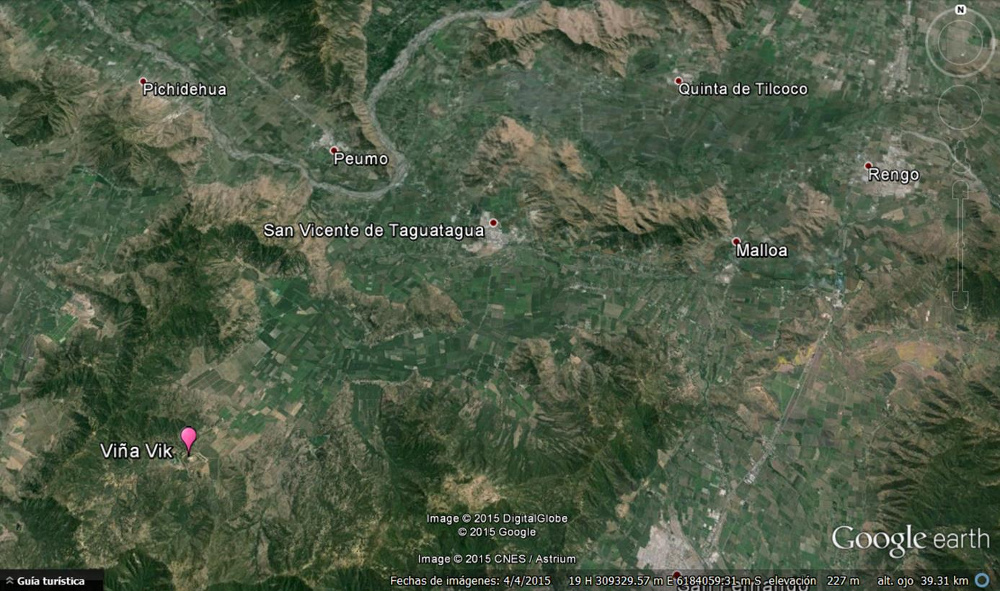 N
Pichidehua
Quinta de Tilcoco
Peumo
Rengo
San Vicente de Taguatagua
Malloa
Viña Vik
Image © 2015 DigitalGlobe
© 2015 Google
Image © 2015 CNES / Astrium
Google earth
Guía turística
Fechas de imágenes: 4/4/2015 19 H 309329.57 m E 6184059.31 m S elevación 227 m alt. ojo 39.31 km
San Fernando